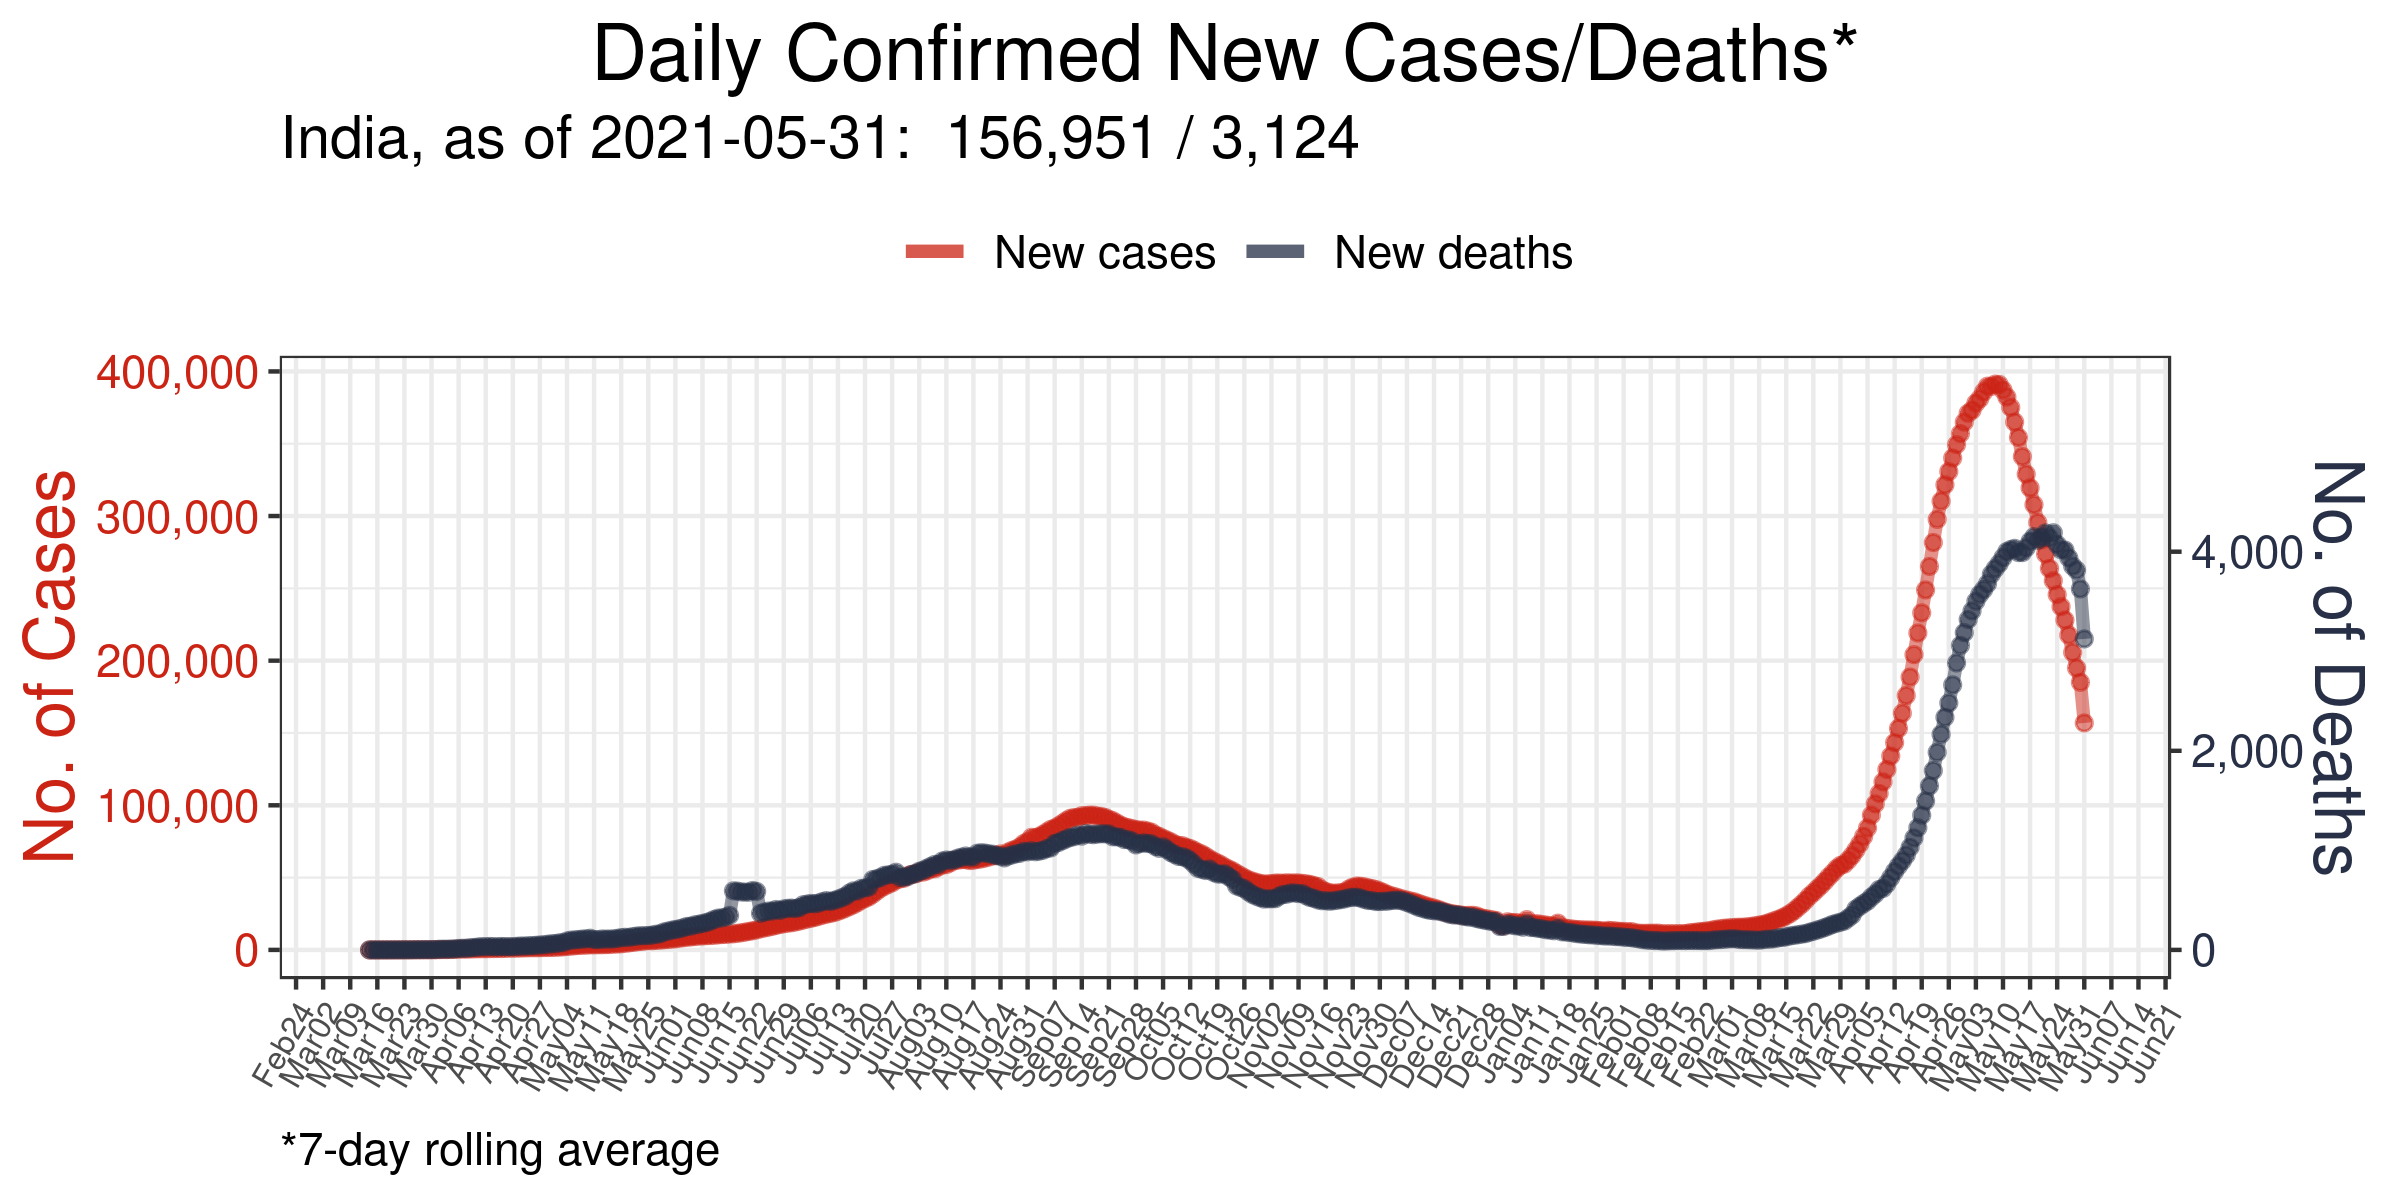 Daily Confirmed New Cases/Deaths*
India, as of 2021-05-31:  156,951 / 3,124
New cases
New deaths
No. of Cases
400,000
300,000
200,000
100,000
0
No. of Deaths
4,000
2,000
0
Feb24
Mar02
Mar09
Mar16
Mar23
Mar30
Apr06
Apr13
Apr20
Apr27
May04
May11
May18
May25
Jun01
Jun08
Jun15
Jun22
Jun29
Jul06
Jul13
Jul20
Jul27
Aug03
Aug10
Aug17
Aug24
Aug31
Sep07
Sep14
Sep21
Sep28
Oct05
Oct12
Oct19
Oct26
Nov02
Nov09
Nov16
Nov23
Nov30
Dec07
Dec14
Dec21
Dec28
Jan04
Jan11
Jan18
Jan25
Feb01
Feb08
Feb15
Feb22
Mar01
Mar08
Mar15
Mar22
Mar29
Apr05
Apr12
Apr19
Apr26
May03
May10
May17
May24
May31
Jun07
Jun14
Jun21
*7-day rolling average